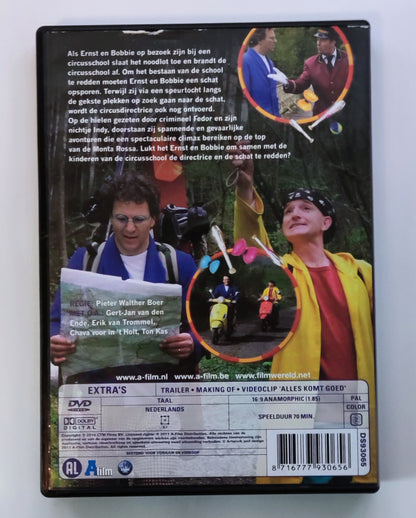 Als Ernst en Bobbie op bezoek zijn bij een
circusschool slaat het noodlot toe en brandt de
circusschool af. Om het bestaan van de school
te redden moeten Ernst en Bobbie een schat
opsporen. Terwijl zij via een speurtocht langs
de gekste plekken op zoek gaan naar de schat,
wordt de circusdirectrice ook nog ontvoerd.
Op de hielen gezeten door crimineel Fedor en zijn
nichtje Indy, doorstaan zij spannende en gevaarlijke
avonturen die een spectaculaire climax bereiken op de top
van de Monta Rossa. Lukt het Ernst en Bobbie om samen met de
kinderen van de circusschool de directrice en de schat te redden?
REGIE: Pieter Walther Boer
MET O.A.: Gert-Jan van den
Ende, Erik van Trommel,
Chava voor in 't Holt, Ton Kas
www.a-film.nl www.a-film.be www.filmwereld.net
EXTRA'S TRAILER • MAKING OF • VIDEOCLIP 'ALLES KOMT GOED'
DVD TAAL 16:9 ANAMORPHIC (1.85) PAL
NEDERLANDS COLOR
DOLBY DIGITAL SPEELDUUR 70 MIN.
AL A film
BESTEMD VOOR VERHUUR EN VERKOOP
8 716777 930656
DS93065